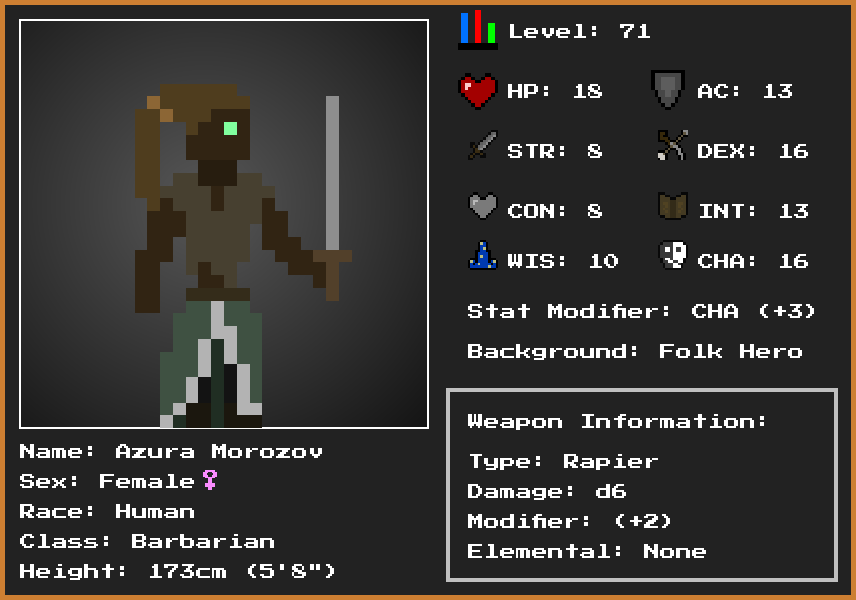 Level: 71
HP: 18 AC: 13
STR: 8 DEX: 16
CON: 8 INT: 13
WIS: 10 CHA: 16
Stat Modifier: CHA (+3)
Background: Folk Hero
Weapon Information:
Type: Rapier
Damage: d6
Modifier: (+2)
Elemental: None
Name: Azura Morozov
Sex: Female♀
Race: Human
Class: Barbarian
Height: 173cm (5'8")